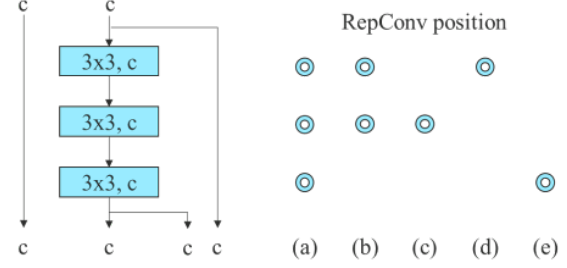 c c
RepConv position
3x3, c
3x3, c
3x3, c
c c c c (a) (b) (c) (d) (e)